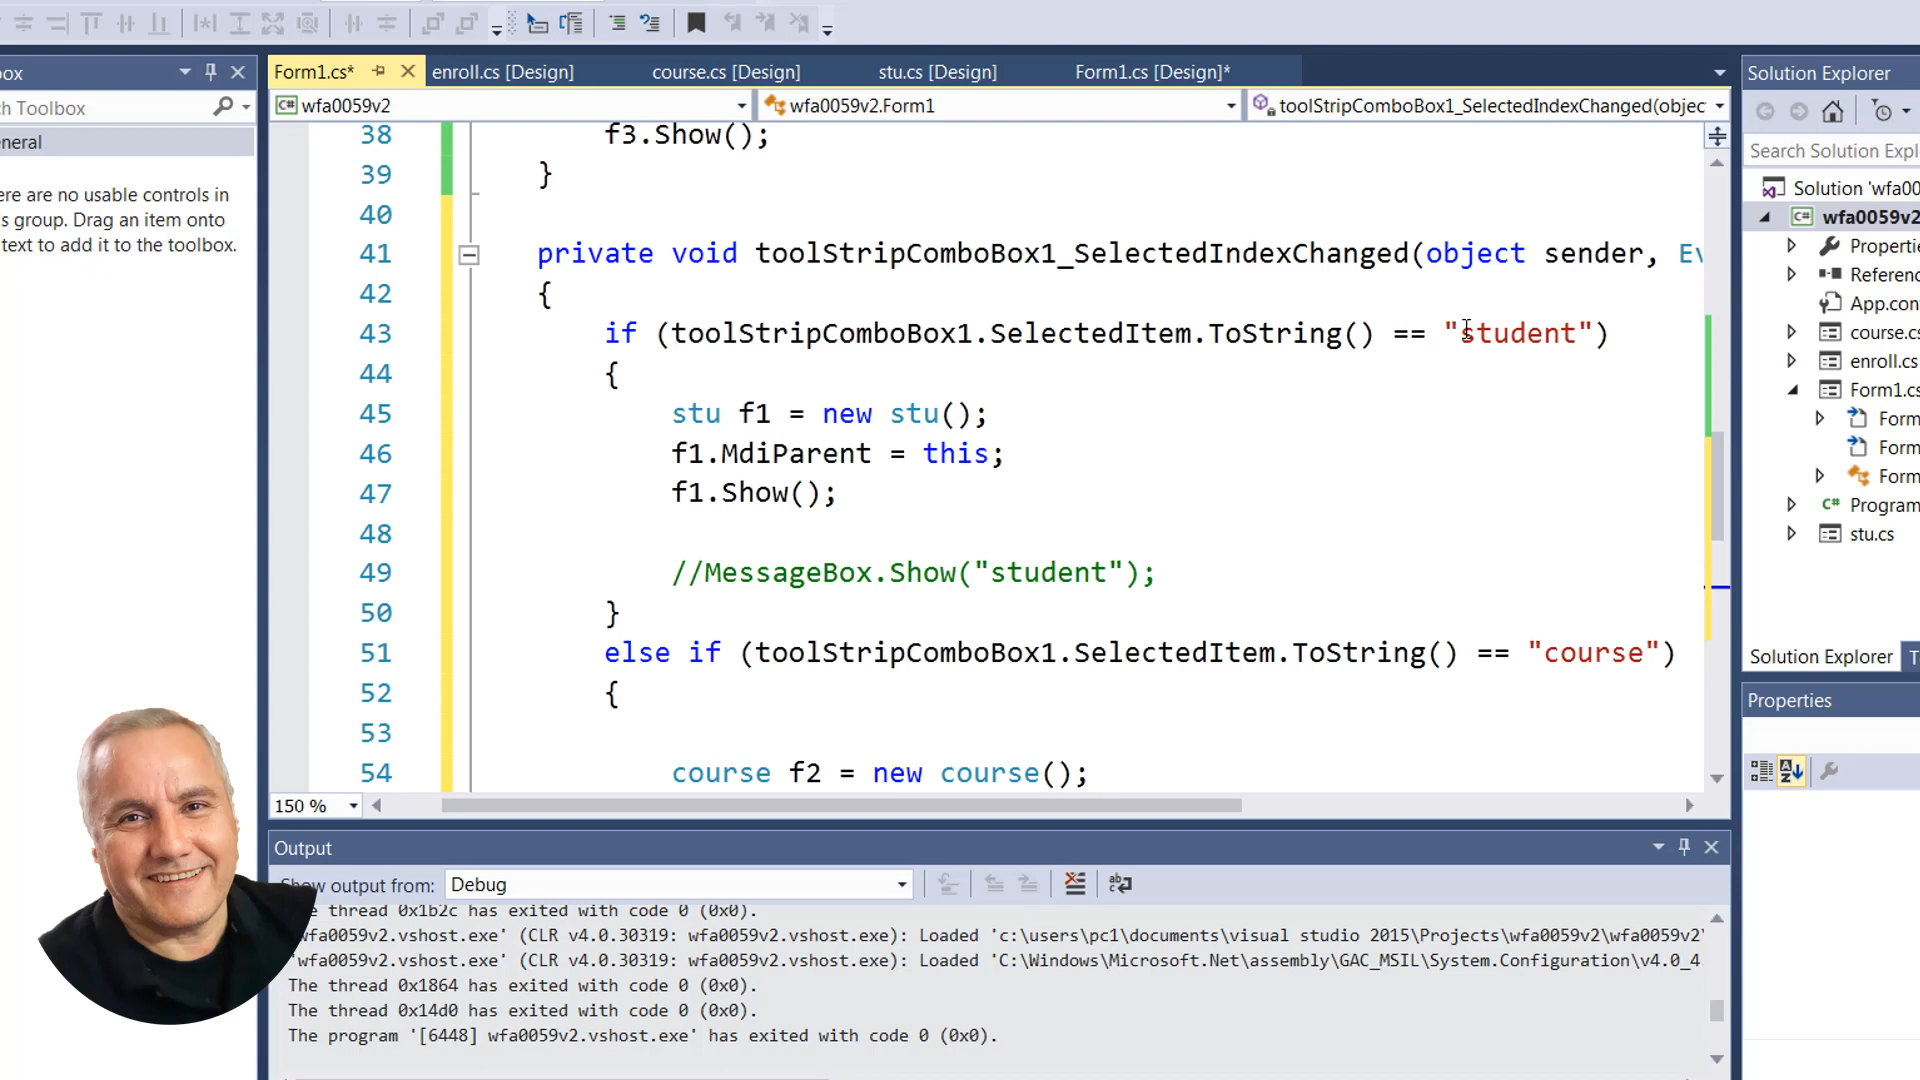 Form1.cs* enroll.cs [Design] course.cs [Design] stu.cs [Design] Form1.cs [Design]*
ox
ch Toolbox
eneral
ere are no usable controls in
s group. Drag an item onto
text to add it to the toolbox.
wfa0059v2 wfa0059v2.Form1 toolStripComboBox1_SelectedIndexChanged(objec
38 f3.Show();
39 }
40
41 private void toolStripComboBox1_SelectedIndexChanged(object sender, Ev
42 {
43 if (toolStripComboBox1.SelectedItem.ToString() == "student")
44 {
45 stu f1 = new stu();
46 f1.MdiParent = this;
47 f1.Show();
48
49 //MessageBox.Show("student");
50 }
51 else if (toolStripComboBox1.SelectedItem.ToString() == "course")
52 {
53
54 course f2 = new course();
150 %
Output
Show output from: Debug
e thread 0x1b2c has exited with code 0 (0x0).
'wfa0059v2.vshost.exe' (CLR v4.0.30319: wfa0059v2.vshost.exe): Loaded 'c:\users\pc1\documents\visual studio 2015\Projects\wfa0059v2\wfa0059v2\
'wfa0059v2.vshost.exe' (CLR v4.0.30319: wfa0059v2.vshost.exe): Loaded 'C:\Windows\Microsoft.Net\assembly\GAC_MSIL\System.Configuration\v4.0_4.
The thread 0x1864 has exited with code 0 (0x0).
The thread 0x14d0 has exited with code 0 (0x0).
The program '[6448] wfa0059v2.vshost.exe' has exited with code 0 (0x0).
Solution Explorer
Search Solution Expl
Solution 'wfa00
wfa0059v2
Properti
Referenc
App.con
course.cs
enroll.cs
Form1.cs
Form
Form
Form
Program
stu.cs
Solution Explorer T
Properties